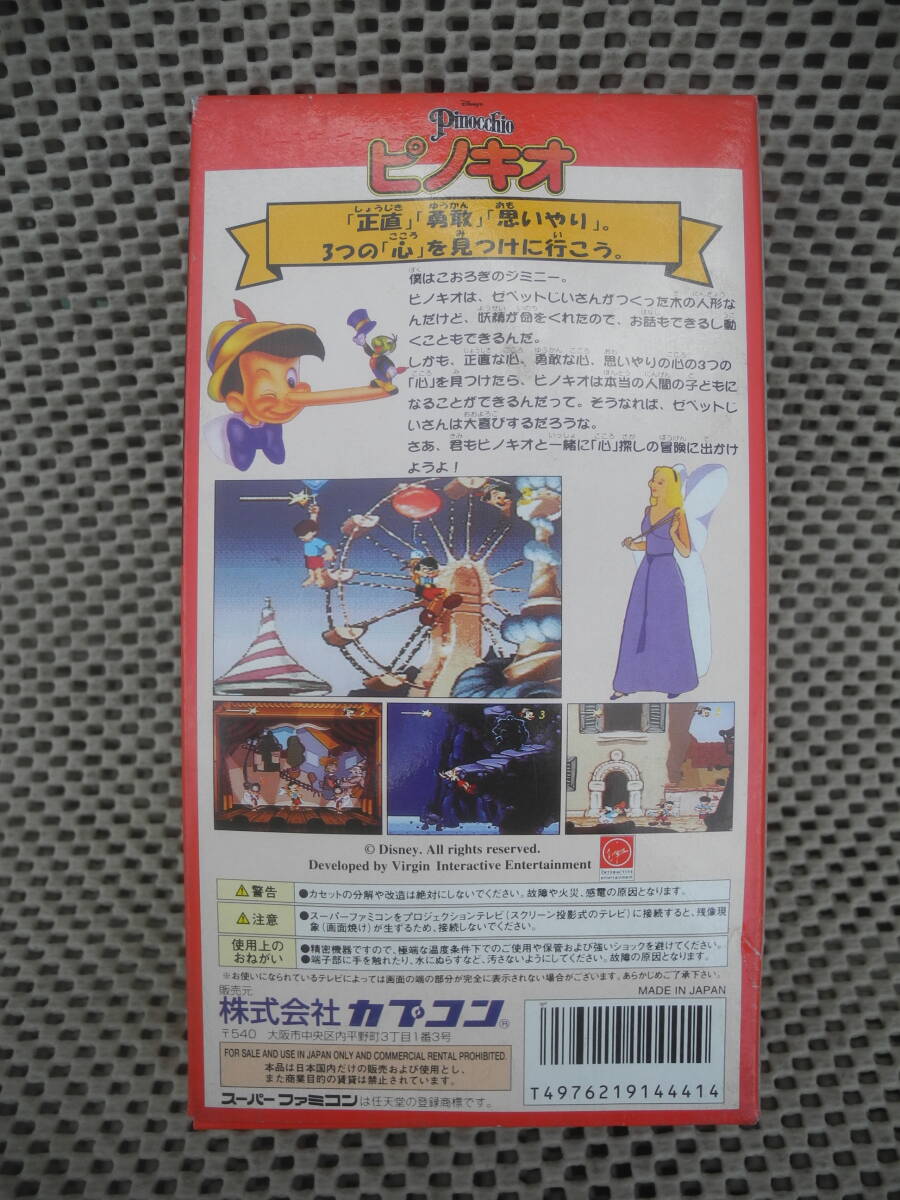 Disney's
Pinocchio
ピノキオ
「正直」「勇敢」「思いやり」。
3つの「心」を見つけに行こう。
僕はこおろぎのジミニー。
ピノキオは、ゼペットじいさんがつくった木の人形な
んだけど、妖精が命をくれたので、お話もできるし動
くこともできるんだ。
しかも、正直な心、勇敢な心、思いやりの心の3つの
「心」を見つけたら、ピノキオは本当の人間の子どもに
なることができるんだって。そうなれば、ゼペットじ
いさんは大喜びするだろうな。
さあ、君もピノキオと一緒に「心」探しの冒険に出かけ
ようよ！
© Disney. All rights reserved.
Developed by Virgin Interactive Entertainment
Virgin
警告 ●カセットの分解や改造は絶対にしないでください。故障や火災、感電の原因となります。
注意 ●スーパーファミコンをプロジェクションテレビ(スクリーン投影式のテレビ)に接続すると、残像現
象(画面焼け)が生ずるため、接続しないでください。
使用上の
おねがい
●精密機器ですので、極端な温度条件下でのご使用や保管および強いショックを避けてください。
●端子部に手を触れたり、水にぬらすなど、汚さないようにしてください。故障の原因となります。
※お使いになられているテレビによっては画面の端の部分が完全に表示されない場合がございます。あらかじめご了承下さい。
販売元
MADE IN JAPAN
株式会社カプコン®
〒540 大阪市中央区内平野町3丁目1番3号
FOR SALE AND USE IN JAPAN ONLY AND COMMERCIAL RENTAL PROHIBITED.
本品は日本国内だけの販売および使用とし、
また商業目的の賃貸は禁止されています。
スーパーファミコンは任天堂の登録商標です。
T4976219144414